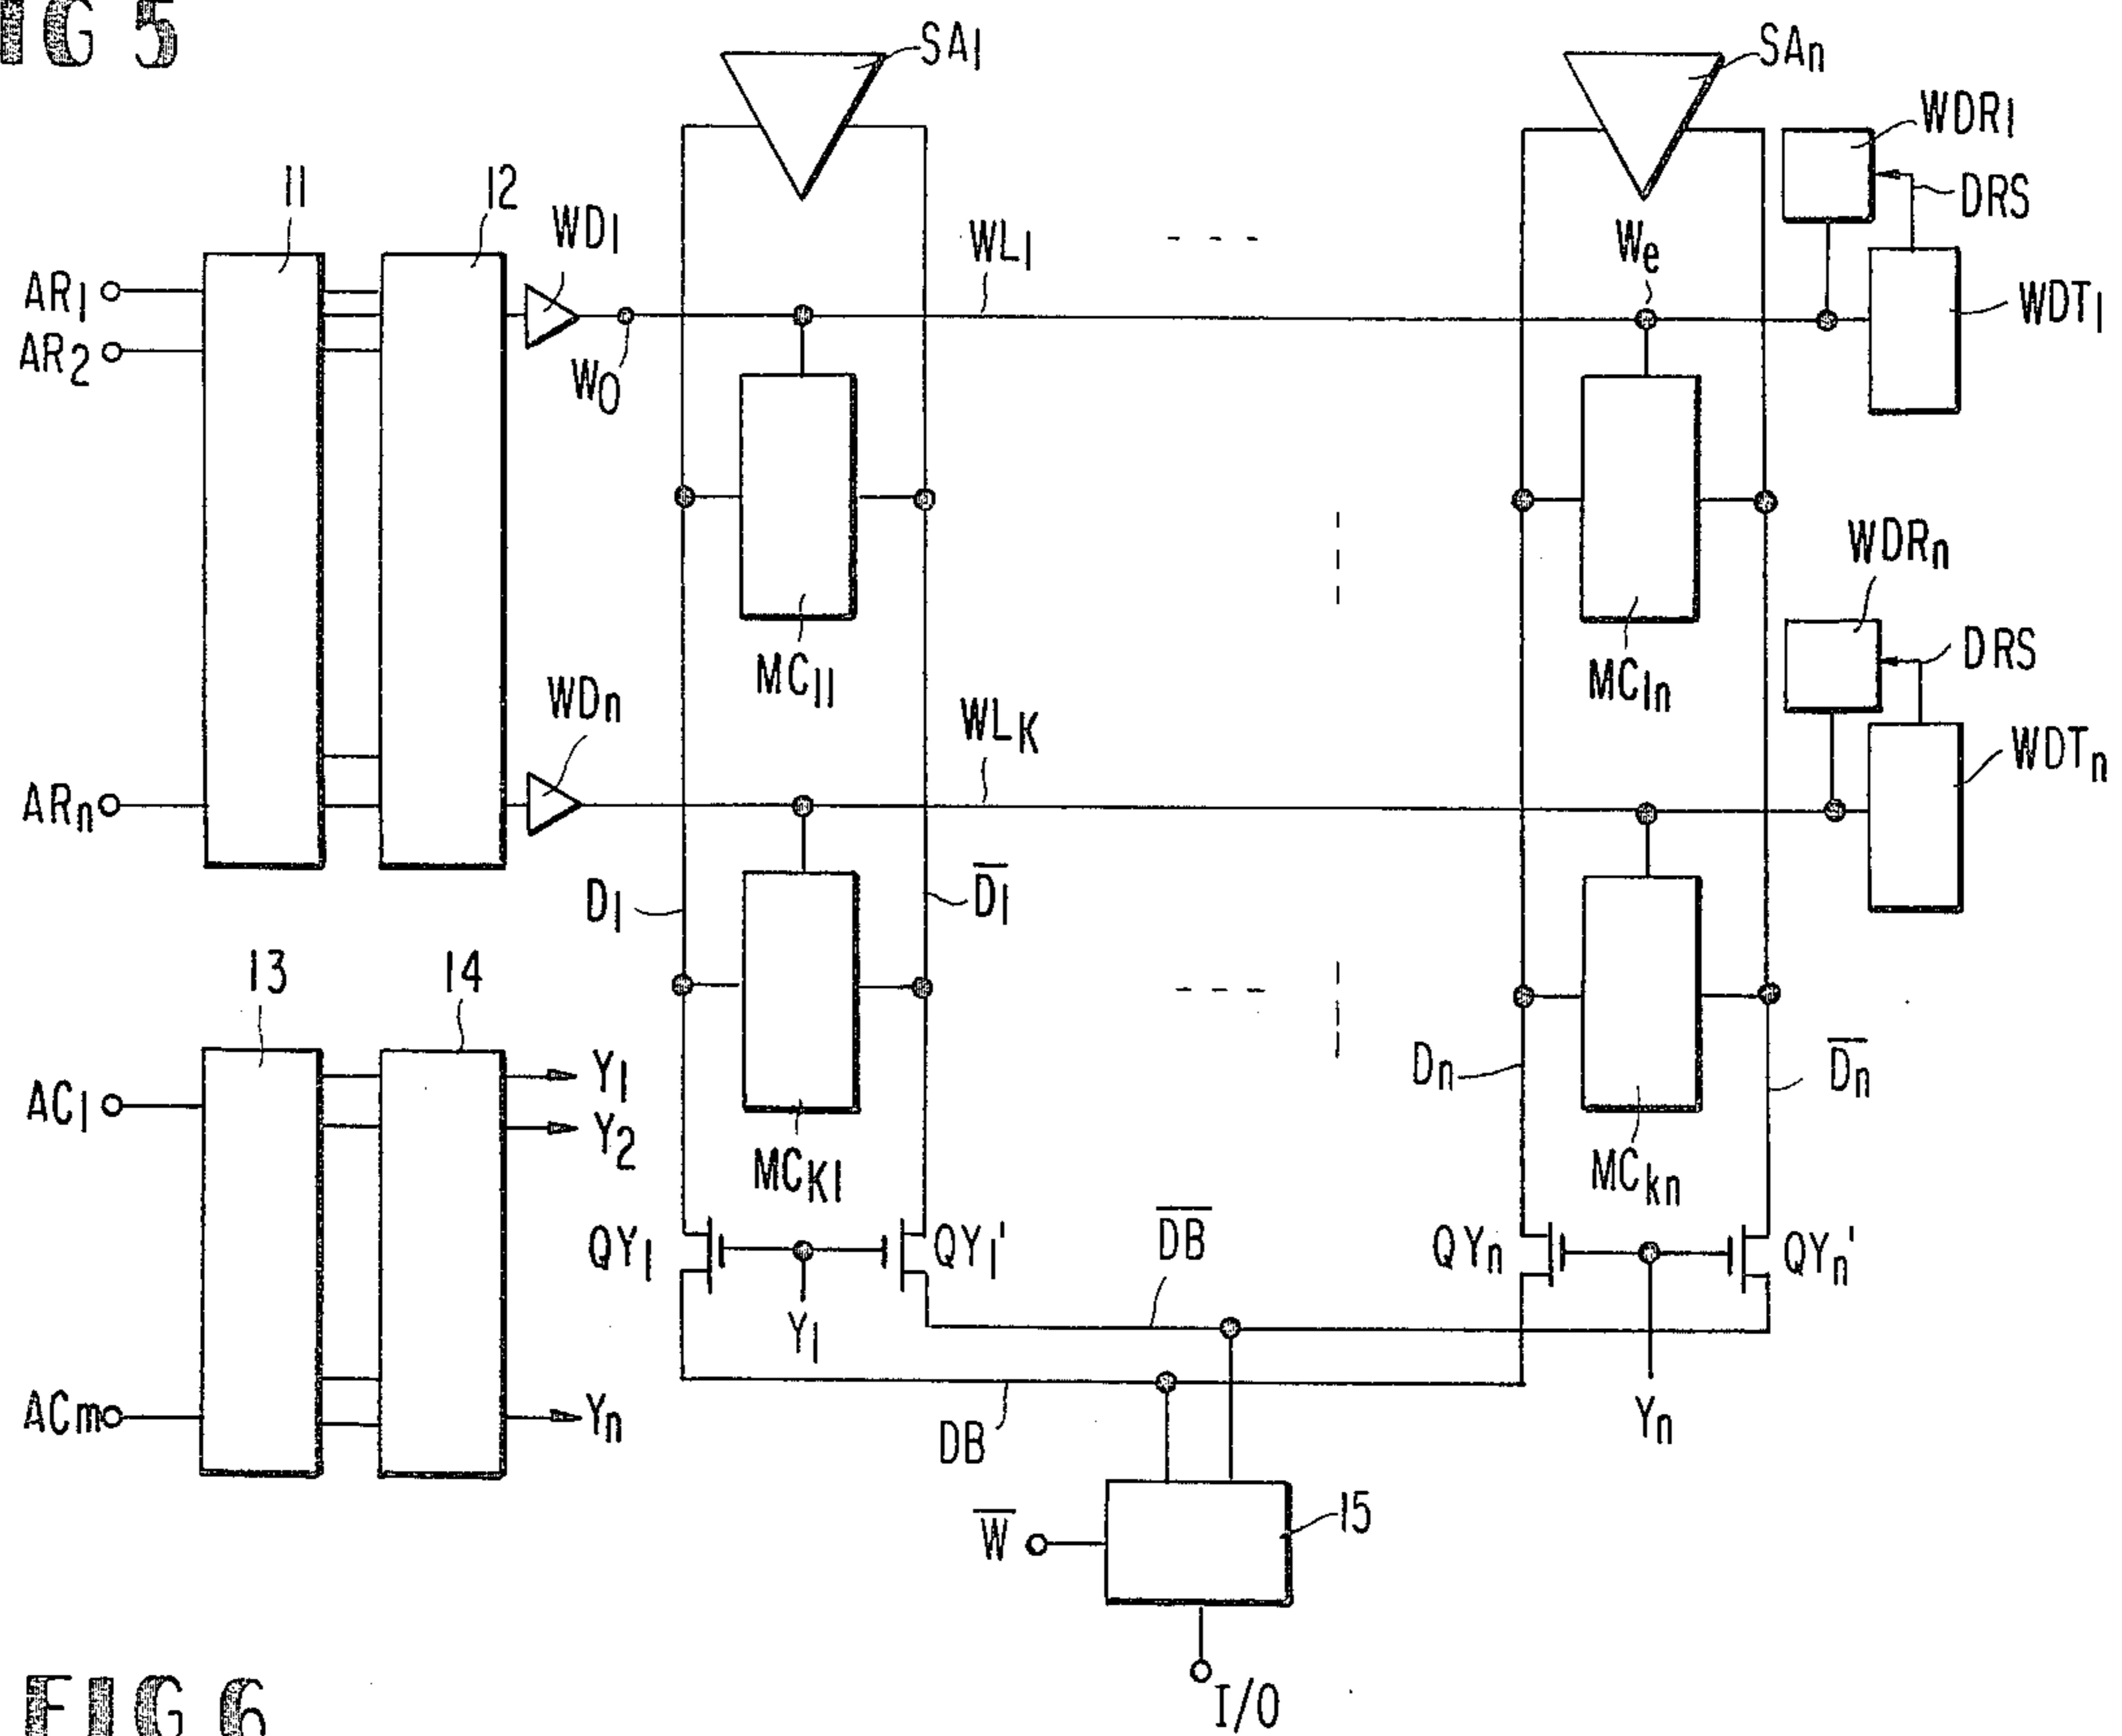 IG 5
SA1
SAn
WDR1
DRS
WDT1
11
12
WD1
WL1
We
AR1
AR2
W0
MC11
MC1n
WDRn
DRS
WDTn
WDn
WLK
ARn
D1
D̅1̅
MCK1
Dn
D̅n̅
MCkn
13
14
AC1
Y1
Y2
ACm
Yn
QY1
QY1'
Y1
D̅B̅
QYn
QYn'
Yn
DB
W̅
15
I/O
FIG 6